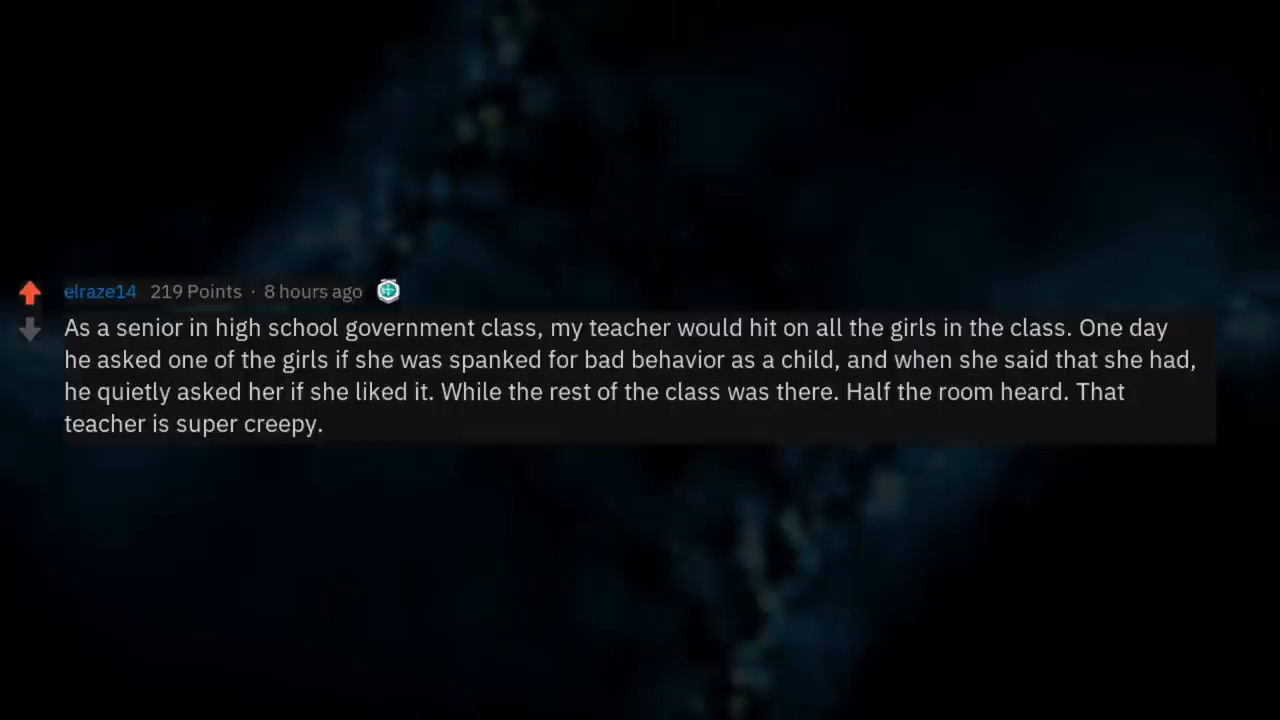 elraze14 219 Points · 8 hours ago
As a senior in high school government class, my teacher would hit on all the girls in the class. One day
he asked one of the girls if she was spanked for bad behavior as a child, and when she said that she had,
he quietly asked her if she liked it. While the rest of the class was there. Half the room heard. That
teacher is super creepy.